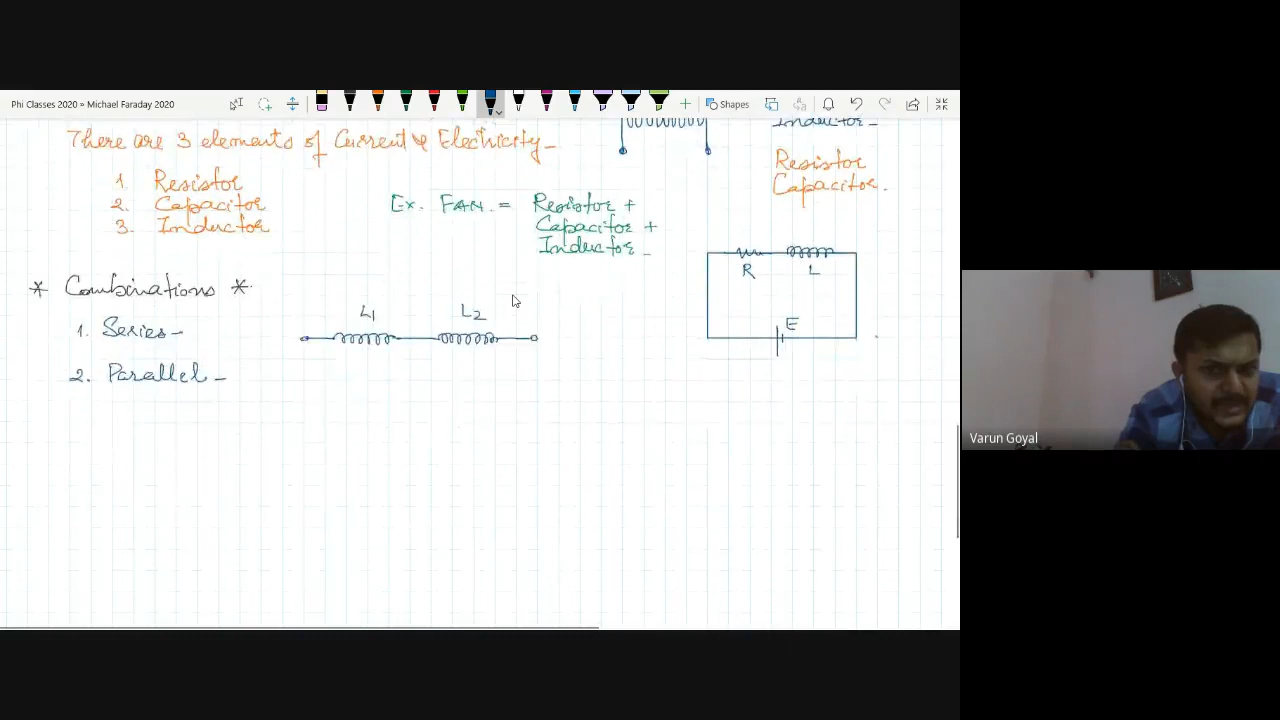 Phi Classes 2020 » Michael Faraday 2020
Shapes
There are 3 elements of Current & Electricity -
1. Resistor
2. Capacitor
3. Inductor
Ex. FAN. = Resistor +
Capacitor +
Inductor -
Inductor -
Resistor
Capacitor.
R L
E
* Combinations *
1. Series -
2. Parallel -
L1 L2
Varun Goyal